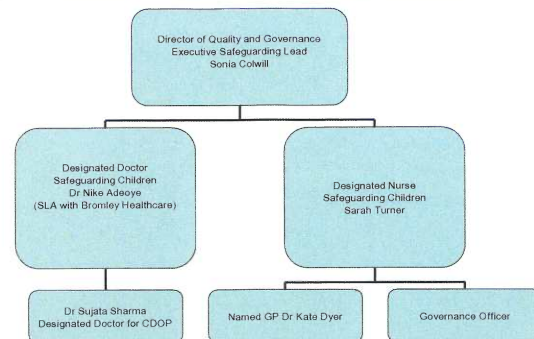 Director of Quality and Governance
Executive Safeguarding Lead
Sonia Colwill
Designated Doctor
Safeguarding Children
Dr Nike Adeoye
(SLA with Bromley Healthcare)
Designated Nurse
Safeguarding Children
Sarah Turner
Dr Sujata Sharma
Designated Doctor for CDOP
Named GP Dr Kate Dyer
Governance Officer